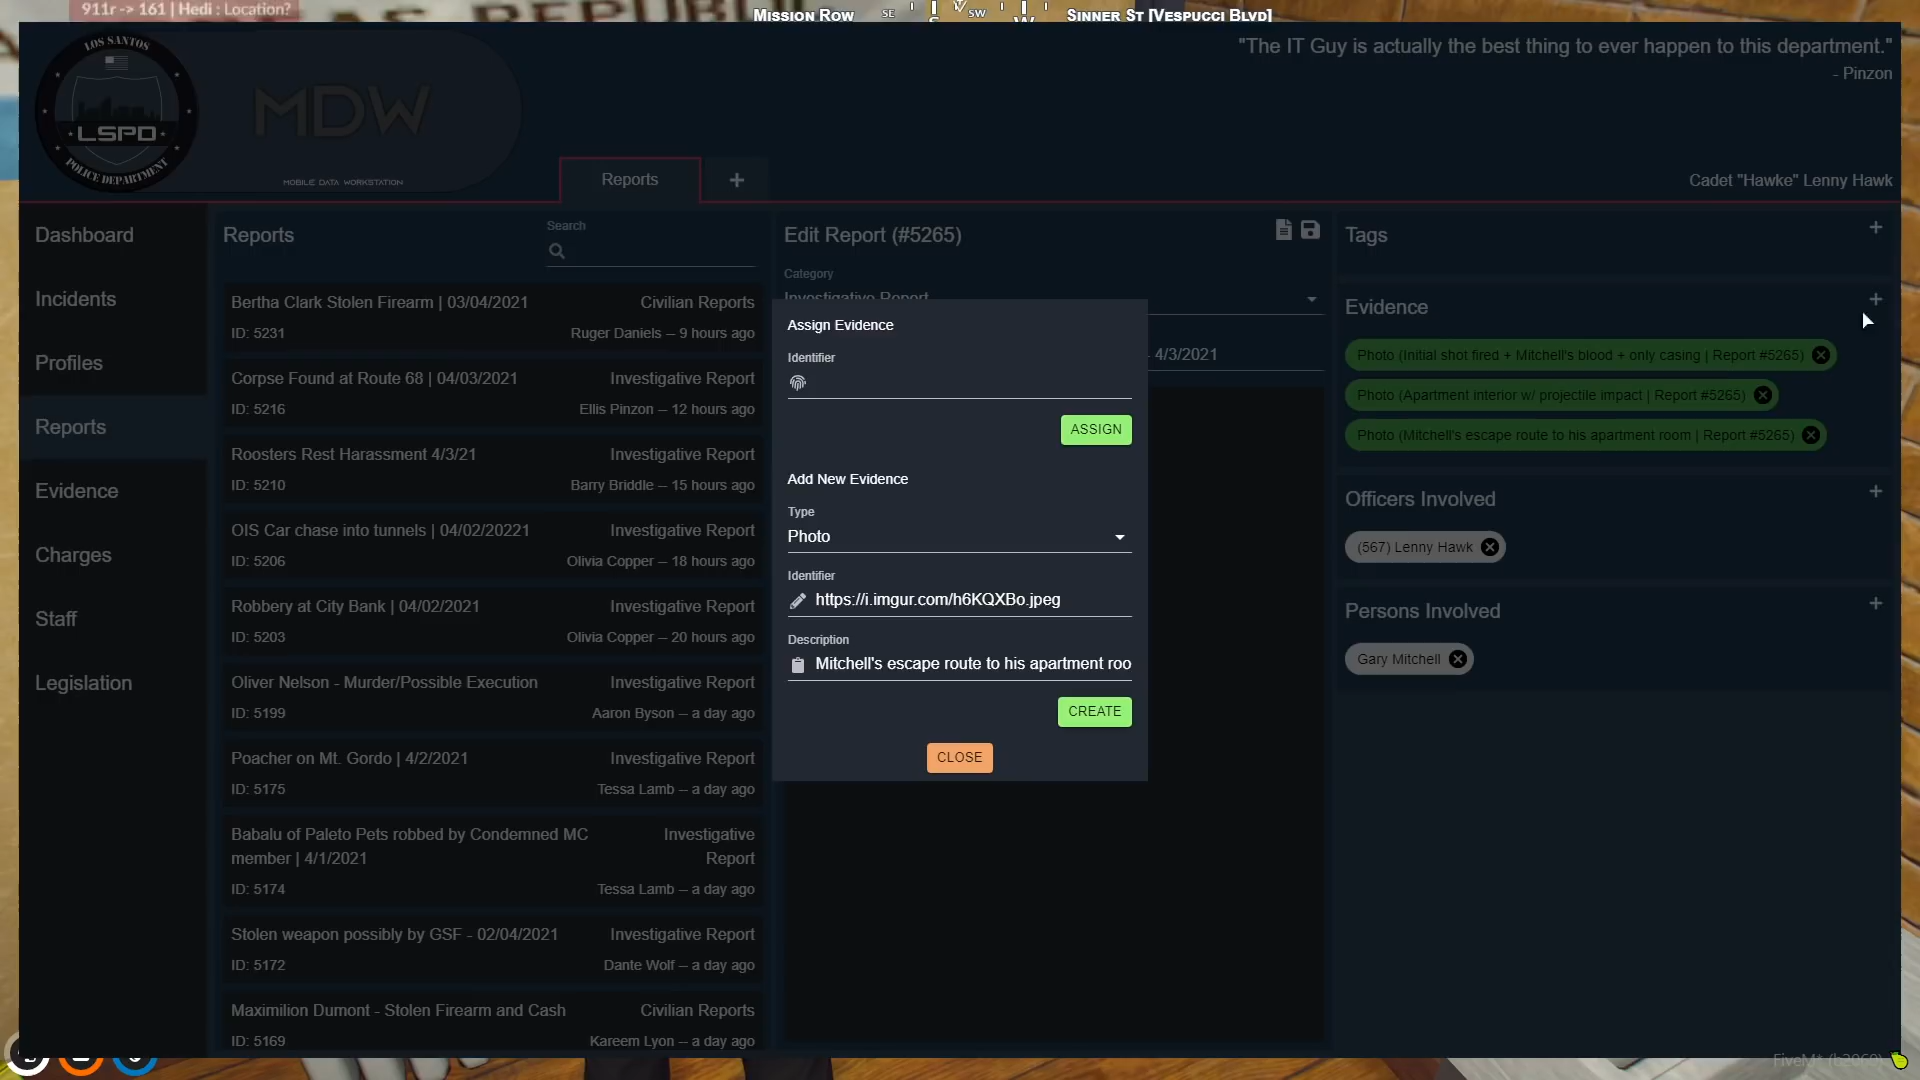 911r -> 161 | Hedi : Location?
Mission Row
SE
S
SW
W
Sinner St [Vespucci Blvd]
LOS SANTOS
LSPD
POLICE DEPARTMENT
MDW
MOBILE DATA WORKSTATION
"The IT Guy is actually the best thing to ever happen to this department."
- Pinzon
Reports
+
Cadet "Hawke" Lenny Hawk
Dashboard
Incidents
Profiles
Reports
Evidence
Charges
Staff
Legislation
Reports
Search
Bertha Clark Stolen Firearm | 03/04/2021
Civilian Reports
ID: 5231
Ruger Daniels – 9 hours ago
Corpse Found at Route 68 | 04/03/2021
Investigative Report
ID: 5216
Ellis Pinzon – 12 hours ago
Roosters Rest Harassment 4/3/21
Investigative Report
ID: 5210
Barry Briddle – 15 hours ago
OIS Car chase into tunnels | 04/02/20221
Investigative Report
ID: 5206
Olivia Copper – 18 hours ago
Robbery at City Bank | 04/02/2021
Investigative Report
ID: 5203
Olivia Copper – 20 hours ago
Oliver Nelson - Murder/Possible Execution
Investigative Report
ID: 5199
Aaron Byson – a day ago
Poacher on Mt. Gordo | 4/2/2021
Investigative Report
ID: 5175
Tessa Lamb – a day ago
Babalu of Paleto Pets robbed by Condemned MC
member | 4/1/2021
Investigative
Report
ID: 5174
Tessa Lamb – a day ago
Stolen weapon possibly by GSF - 02/04/2021
Investigative Report
ID: 5172
Dante Wolf – a day ago
Maximilion Dumont - Stolen Firearm and Cash
Civilian Reports
ID: 5169
Kareem Lyon – a day ago
Edit Report (#5265)
Category
Investigative Report
- 4/3/2021
Assign Evidence
Identifier
ASSIGN
Add New Evidence
Type
Photo
Identifier
https://i.imgur.com/h6KQXBo.jpeg
Description
Mitchell's escape route to his apartment roo
CREATE
CLOSE
Tags
Evidence
Photo (Initial shot fired + Mitchell's blood + only casing | Report #5265)
Photo (Apartment interior w/ projectile impact | Report #5265)
Photo (Mitchell's escape route to his apartment room | Report #5265)
Officers Involved
(567) Lenny Hawk
Persons Involved
Gary Mitchell
FiveM* (b2060)